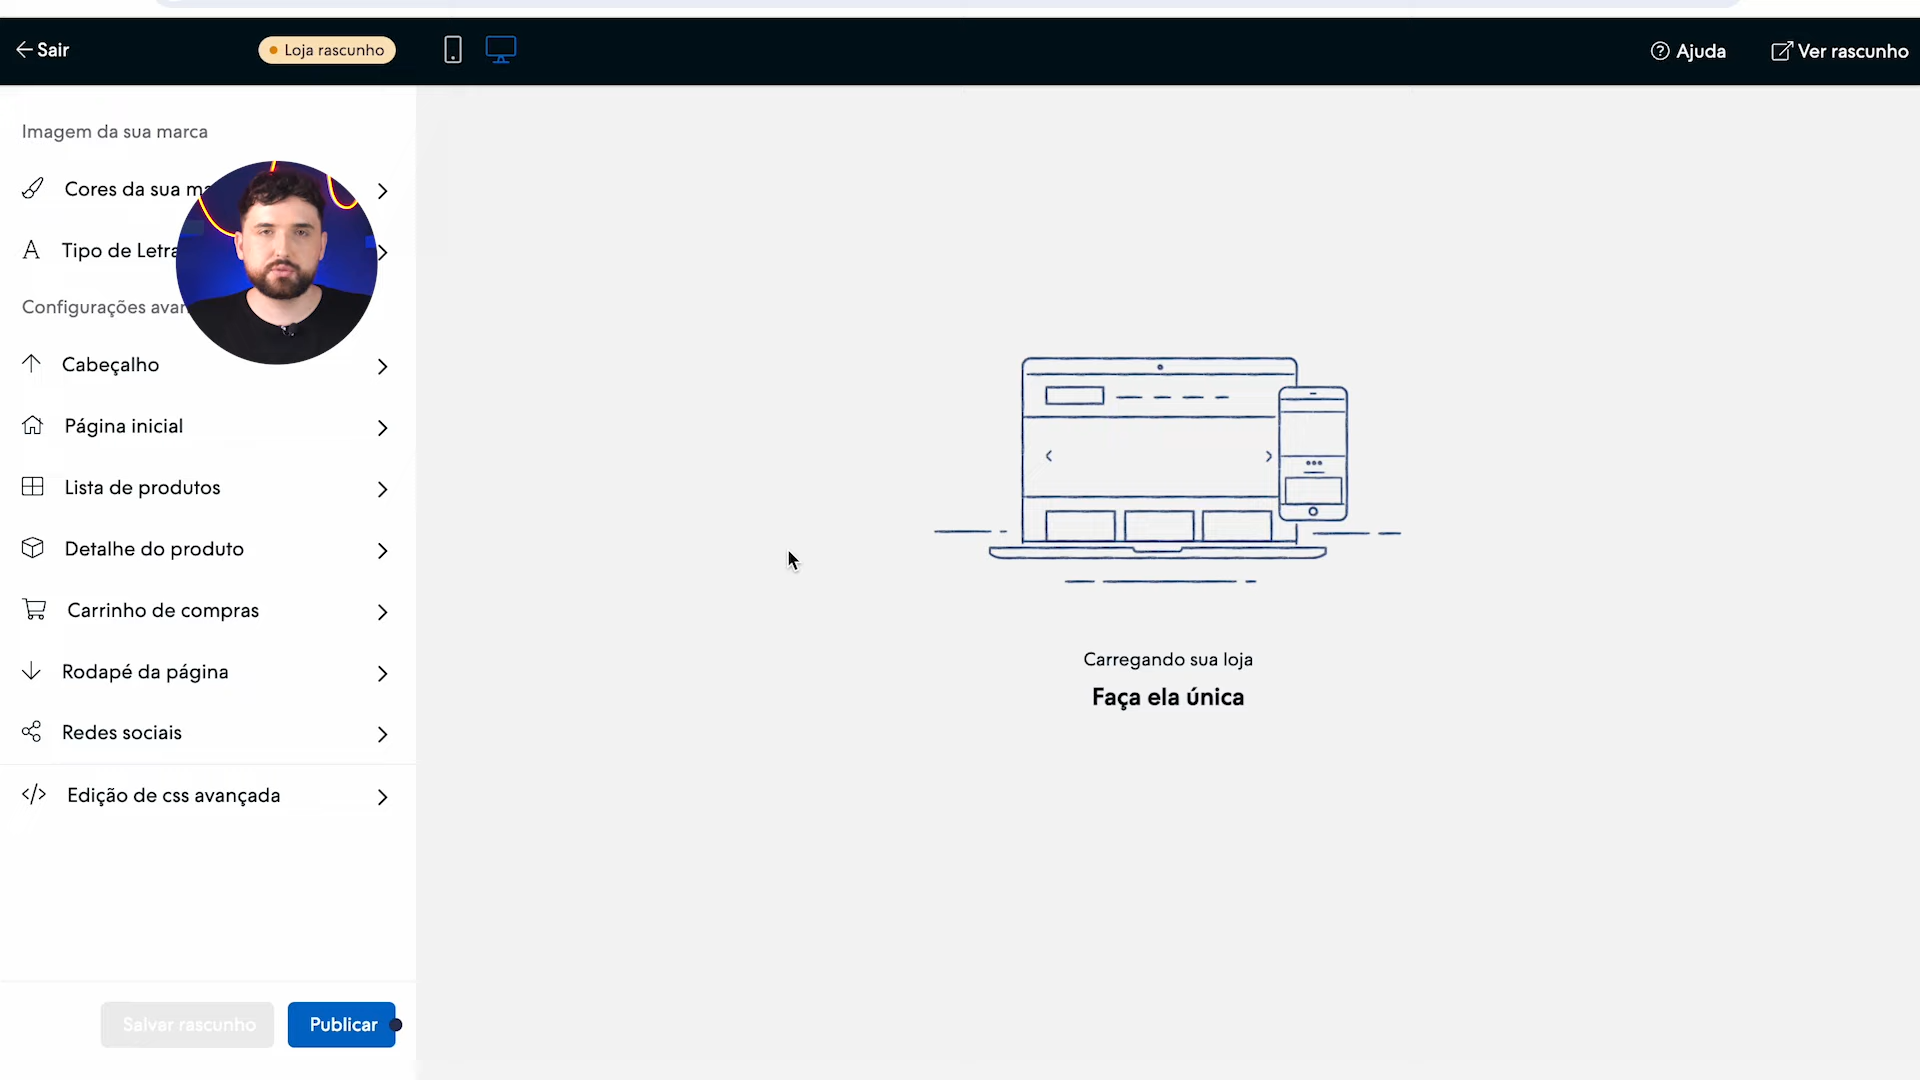 Sair
Loja rascunho
Ajuda
Ver rascunho
Imagem da sua marca
Cores da sua
Tipo de Letra
Configurações
Cabeçalho
Página inicial
Lista de produtos
Detalhe do produto
Carrinho de compras
Rodapé da página
Redes sociais
Edição de css avançada
Carregando sua loja
Faça ela única
Salvar rascunho
Publicar